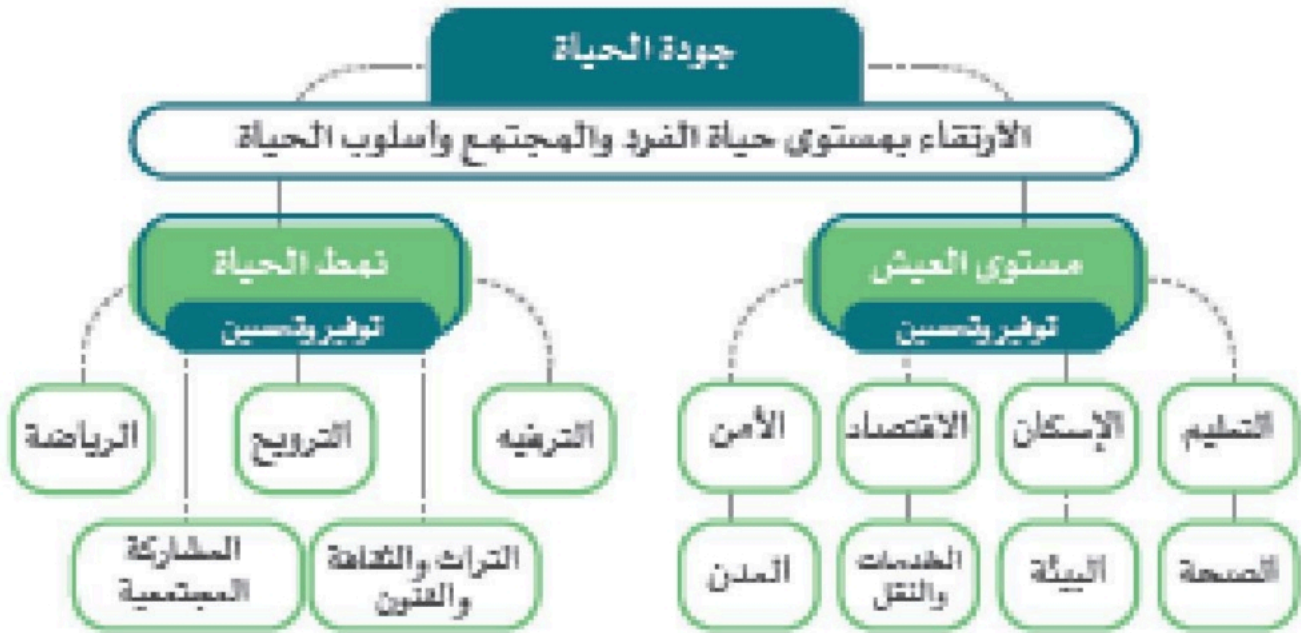 جودة الحياة
الارتقاء بمستوى حياة الفرد والمجتمع وأسلوب الحياة
مستوى العيش
توفير وتحسين
التعليم
الإسكان
الاقتصاد
الأمن
الصحة
البيئة
الخدمات
والنقل
المدن
نمط الحياة
توفير وتحسين
الترفيه
الترويح
الرياضة
التراث والثقافة
والفنون
المشاركة
المجتمعية